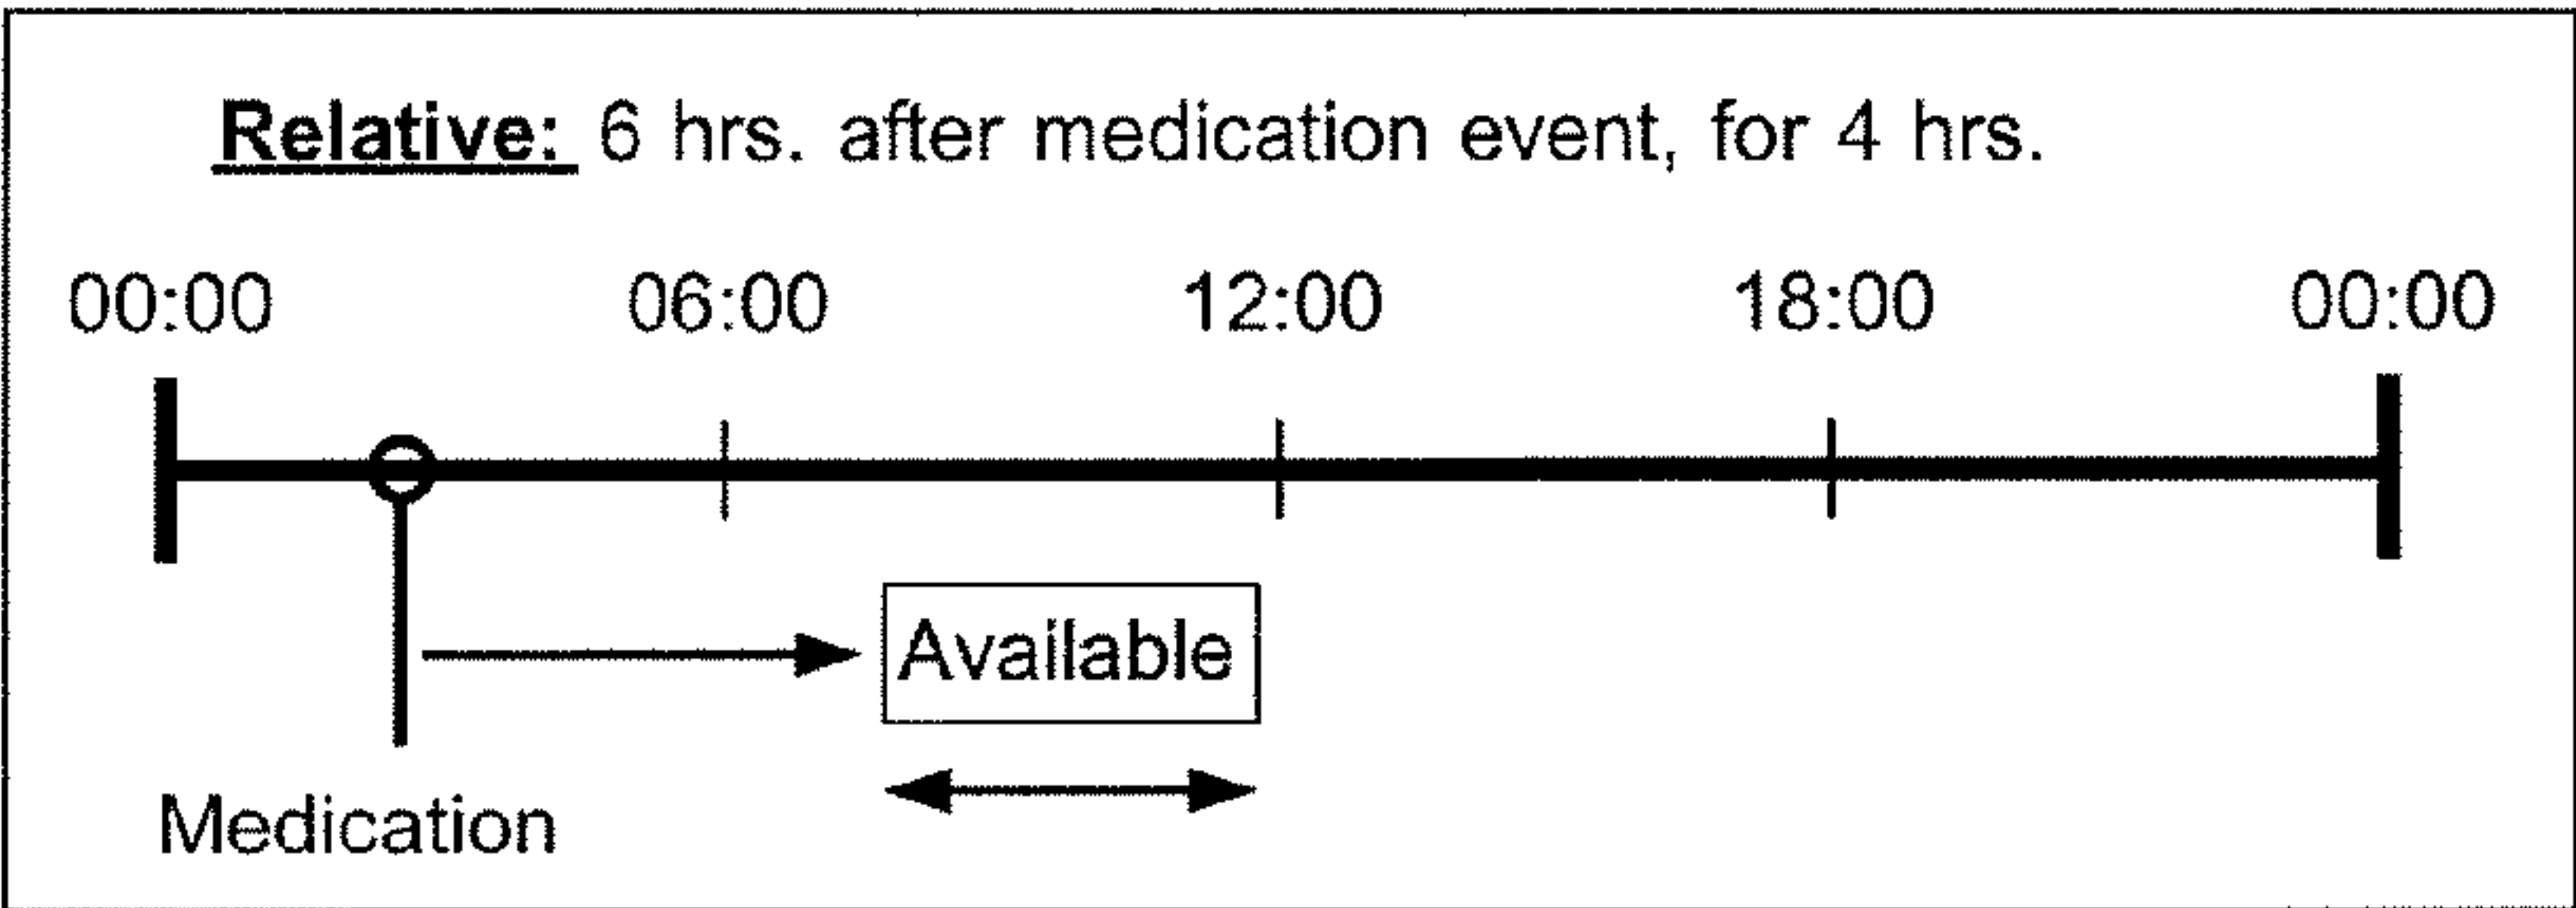 Relative: 6 hrs. after medication event, for 4 hrs.
00:00 06:00 12:00 18:00 00:00
Available
Medication